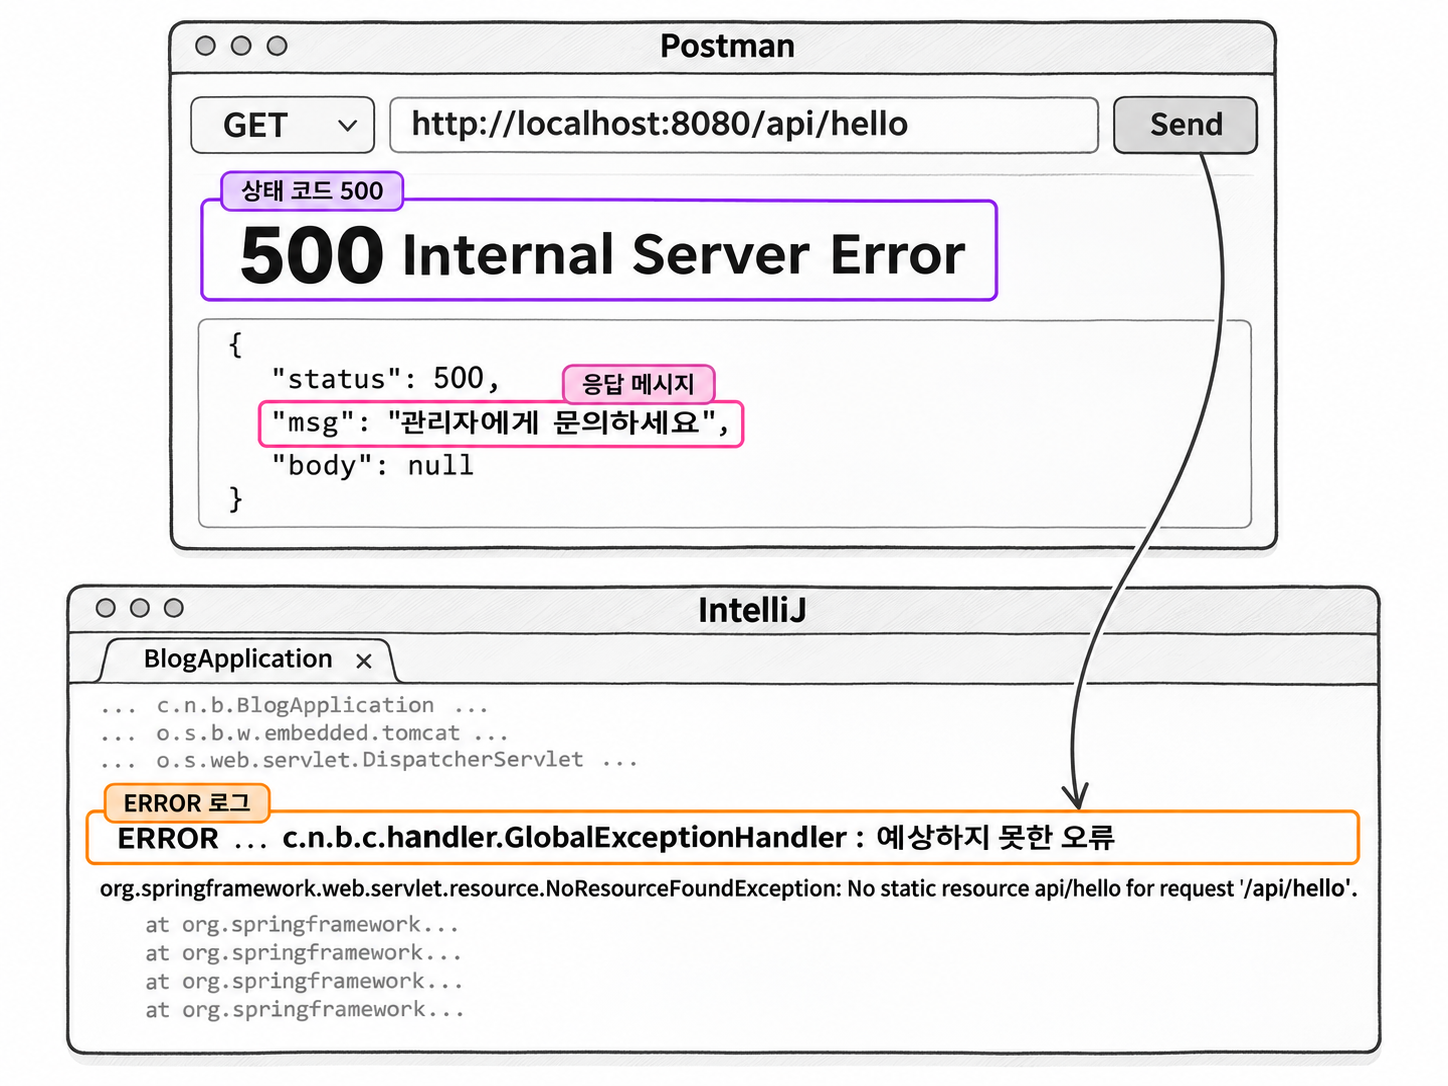 Postman
GET
http://localhost:8080/api/hello
Send
상태 코드 500
500 Internal Server Error
{
"status": 500,
응답 메시지
"msg": "관리자에게 문의하세요",
"body": null
}
IntelliJ
BlogApplication ×
... c.n.b.BlogApplication ...
... o.s.b.w.embedded.tomcat ...
... o.s.web.servlet.DispatcherServlet ...
ERROR 로그
ERROR ... c.n.b.c.handler.GlobalExceptionHandler : 예상하지 못한 오류
org.springframework.web.servlet.resource.NoResourceFoundException: No static resource api/hello for request '/api/hello'.
at org.springframework...
at org.springframework...
at org.springframework...
at org.springframework...